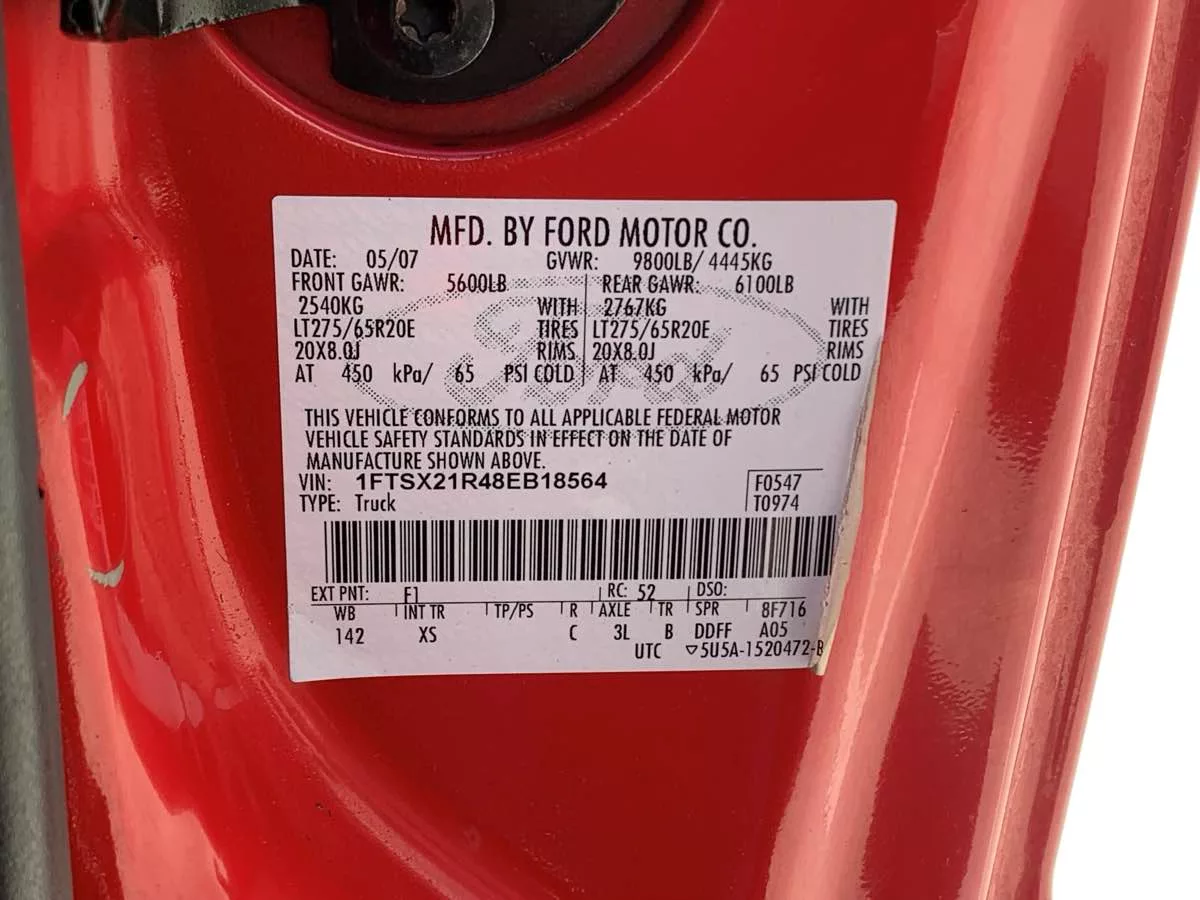 MFD. BY FORD MOTOR CO.
DATE: 05/07 GVWR: 9800LB/ 4445KG
FRONT GAWR: 5600LB REAR GAWR: 6100LB
2540KG WITH 2767KG WITH
LT275/65R20E TIRES LT275/65R20E TIRES
20X8.0J RIMS 20X8.0J RIMS
AT 450 kPa/ 65 PSI COLD AT 450 kPa/ 65 PSI COLD
Ford
THIS VEHICLE CONFORMS TO ALL APPLICABLE FEDERAL MOTOR
VEHICLE SAFETY STANDARDS IN EFFECT ON THE DATE OF
MANUFACTURE SHOWN ABOVE.
VIN: 1FTSX21R48EB18564 F0547
TYPE: Truck T0974
EXT PNT: F1 RC: 52 DSO:
WB INT TR TP/PS R AXLE TR SPR 8F716
142 XS C 3L B DDFF A05
UTC ▽5U5A-1520472-B